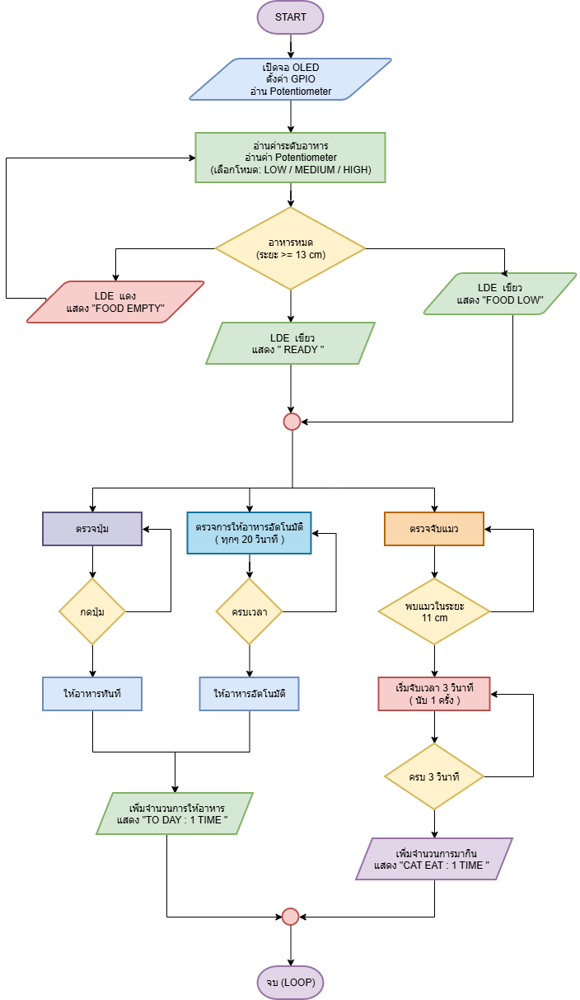 START
เปิดจอ OLED
ตั้งค่า GPIO
อ่าน Potentiometer
อ่านค่าระดับอาหาร
อ่านค่า Potentiometer
(เลือกโหมด: LOW / MEDIUM / HIGH)
อาหารหมด
(ระยะ >= 13 cm)
LDE แดง
แสดง "FOOD EMPTY"
LDE เขียว
แสดง "FOOD LOW"
LDE เขียว
แสดง " READY "
ตรวจปุ่ม
ตรวจการให้อาหารอัตโนมัติ
( ทุกๆ 20 วินาที )
ตรวจจับแมว
กดปุ่ม
ครบเวลา
พบแมวในระยะ
11 cm
ให้อาหารทันที
ให้อาหารอัตโนมัติ
เริ่มจับเวลา 3 วินาที
( นับ 1 ครั้ง )
ครบ 3 วินาที
เพิ่มจำนวนการให้อาหาร
แสดง "TO DAY : 1 TIME "
เพิ่มจำนวนการมากิน
แสดง "CAT EAT : 1 TIME "
จบ (LOOP)